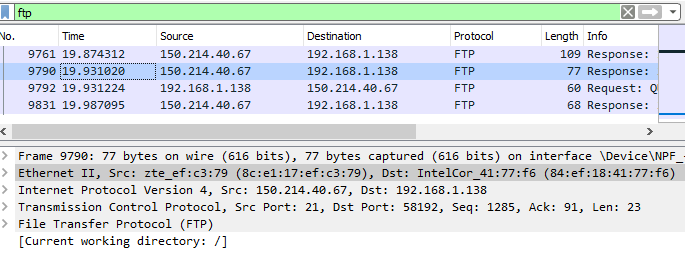 ftp
No. Time Source Destination Protocol Length Info
9761 19.874312 150.214.40.67 192.168.1.138 FTP 109 Response:
9790 19.931020 150.214.40.67 192.168.1.138 FTP 77 Response:
9792 19.931224 192.168.1.138 150.214.40.67 FTP 60 Request: Q
9831 19.987095 150.214.40.67 192.168.1.138 FTP 68 Response:
Frame 9790: 77 bytes on wire (616 bits), 77 bytes captured (616 bits) on interface \Device\NPF_
Ethernet II, Src: zte_ef:c3:79 (8c:e1:17:ef:c3:79), Dst: IntelCor_41:77:f6 (84:ef:18:41:77:f6)
Internet Protocol Version 4, Src: 150.214.40.67, Dst: 192.168.1.138
Transmission Control Protocol, Src Port: 21, Dst Port: 58192, Seq: 1285, Ack: 91, Len: 23
File Transfer Protocol (FTP)
[Current working directory: /]